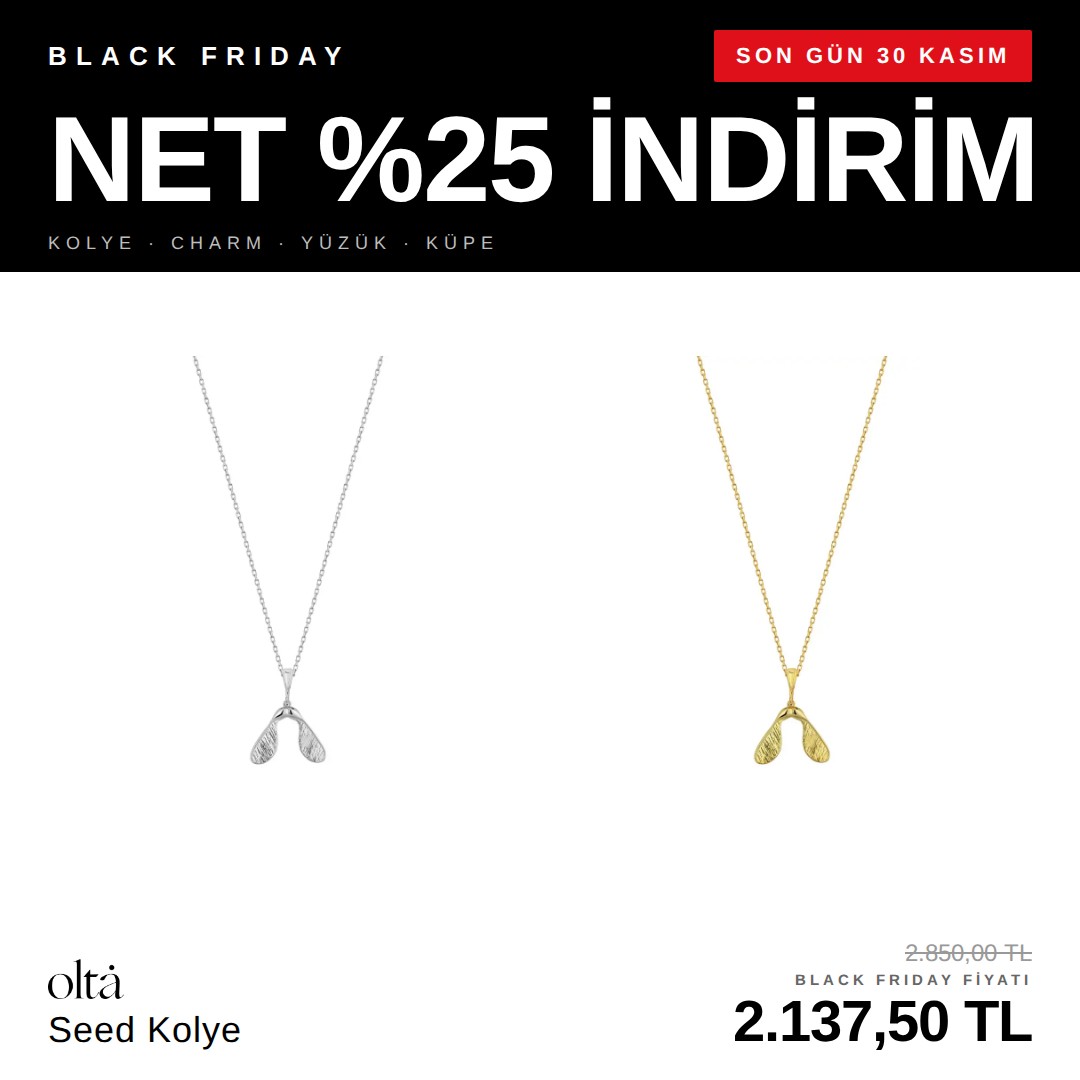 BLACK FRIDAY
SON GÜN 30 KASIM
NET %25 İNDİRİM
KOLYE · CHARM · YÜZÜK · KÜPE
olta
Seed Kolye
2.850,00 TL
BLACK FRIDAY FİYATI
2.137,50 TL